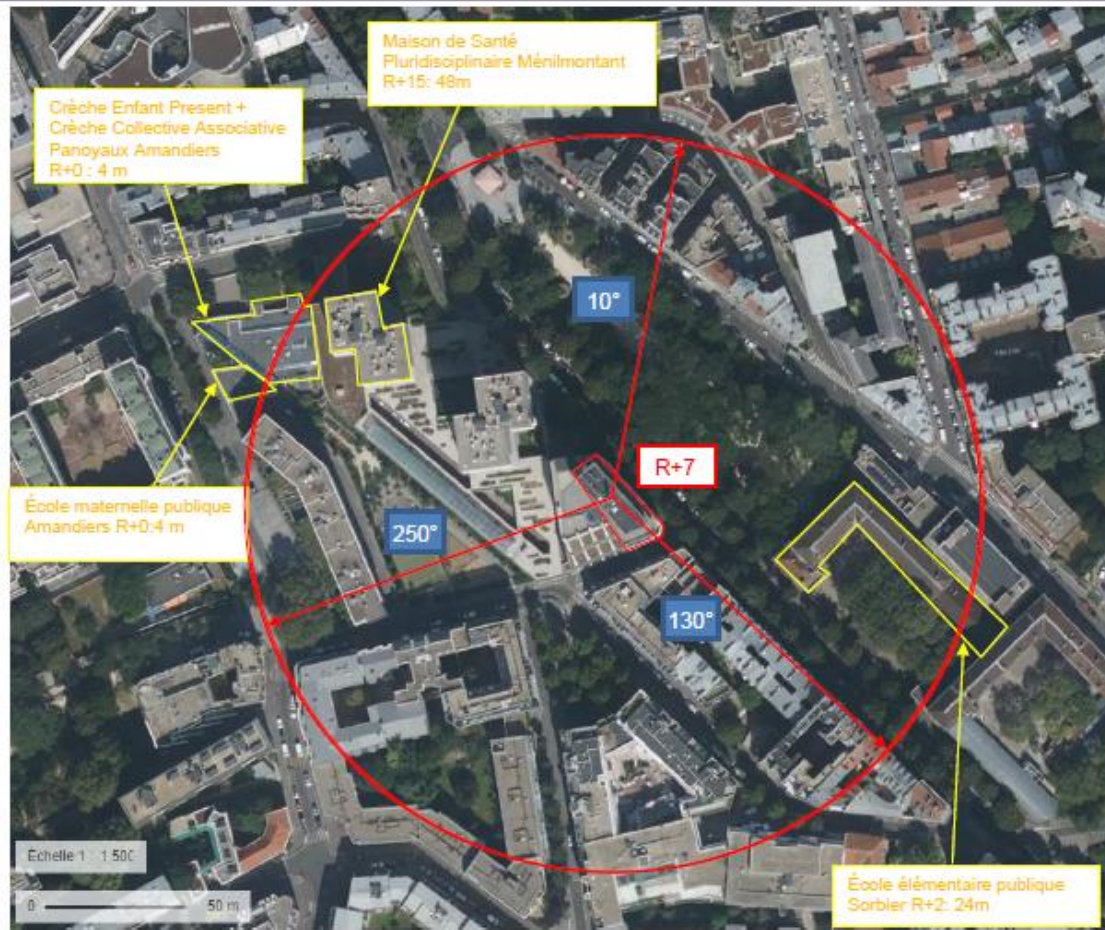 Maison de Santé
Pluridisciplinaire Ménilmontant
R+15: 48m
Crèche Enfant Present +
Crèche Collective Associative
Panoyaux Amandiers
R+0 : 4 m
10°
R+7
École maternelle publique
Amandiers R+0:4 m
250°
130°
Échelle 1 : 1 500
0 50 m
École élémentaire publique
Sorbier R+2: 24m